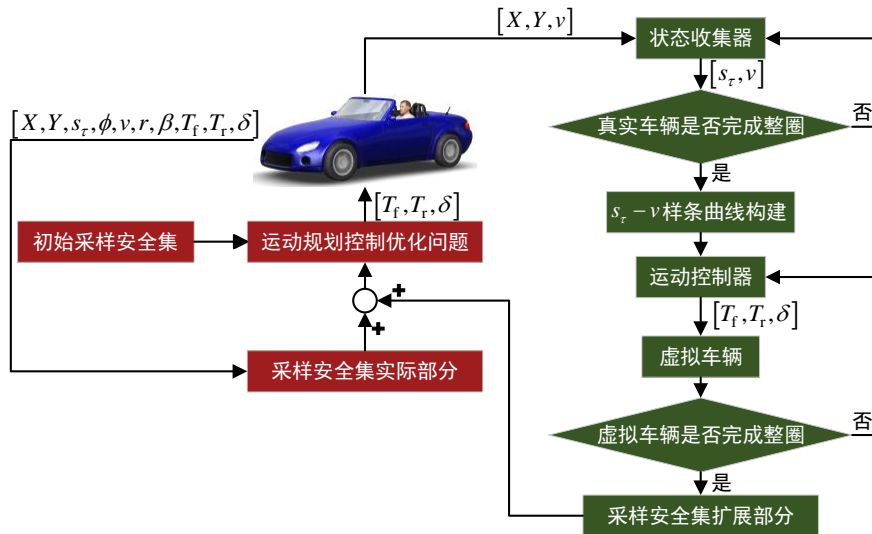 [X,Y,v]
状态收集器
[s_τ,v]
[X,Y,s_τ,ϕ,v,r,β,T_f,T_r,δ]
真实车辆是否完成整圈
否
是
[T_f,T_r,δ]
s_τ−v样条曲线构建
初始采样安全集
运动规划控制优化问题
运动控制器
+
[T_f,T_r,δ]
+
虚拟车辆
采样安全集实际部分
虚拟车辆是否完成整圈
否
是
采样安全集扩展部分